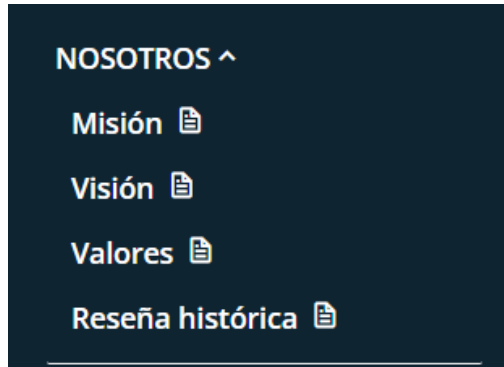 NOSOTROS
Misión
Visión
Valores
Reseña histórica